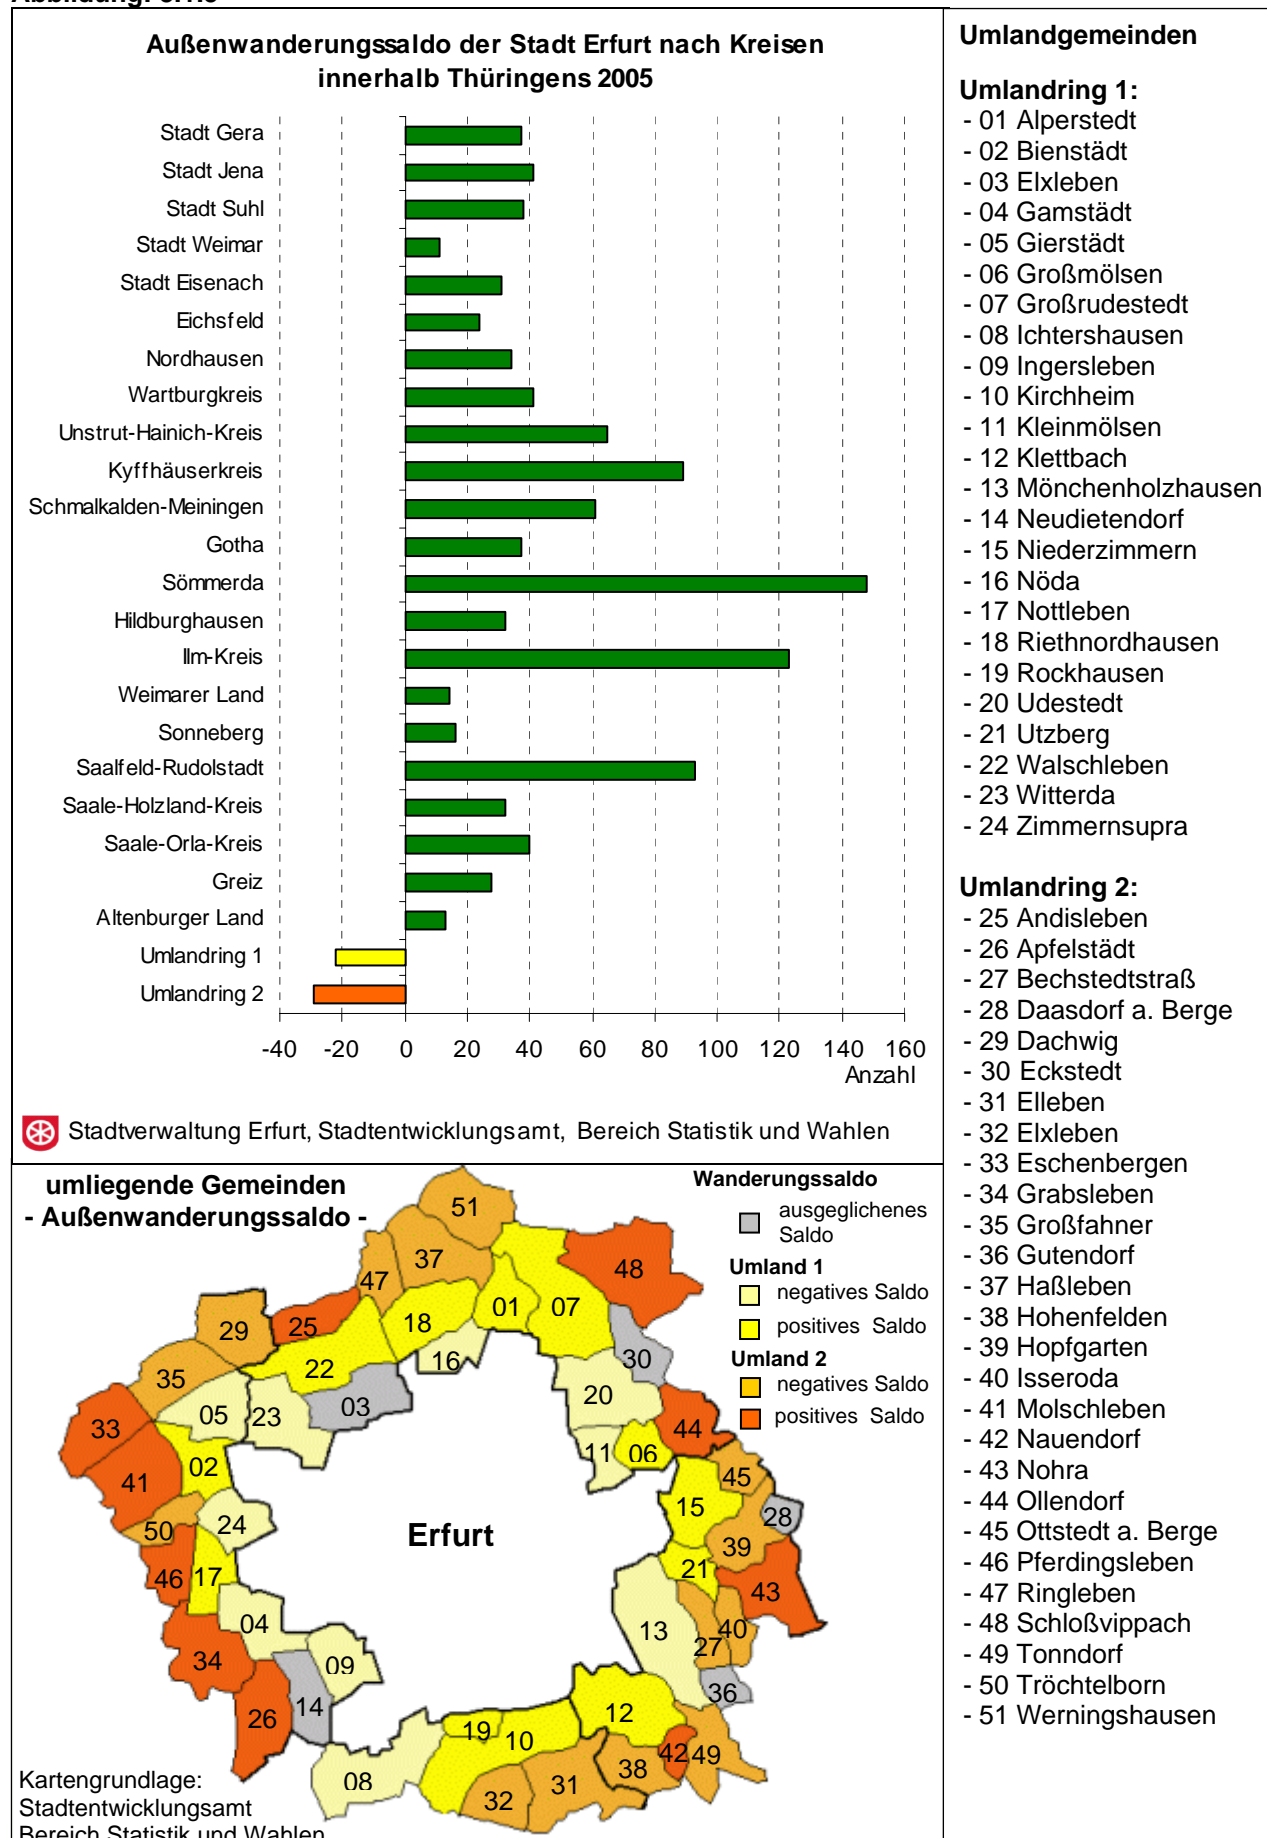 Außenwanderungssaldo der Stadt Erfurt nach Kreisen
innerhalb Thüringens 2005
Stadt Gera
Stadt Jena
Stadt Suhl
Stadt Weimar
Stadt Eisenach
Eichsfeld
Nordhausen
Wartburgkreis
Unstrut-Hainich-Kreis
Kyffhäuserkreis
Schmalkalden-Meiningen
Gotha
Sömmerda
Hildburghausen
Ilm-Kreis
Weimarer Land
Sonneberg
Saalfeld-Rudolstadt
Saale-Holzland-Kreis
Saale-Orla-Kreis
Greiz
Altenburger Land
Umlandring 1
Umlandring 2
-40 -20 0 20 40 60 80 100 120 140 160
Anzahl
Stadtverwaltung Erfurt, Stadtentwicklungsamt, Bereich Statistik und Wahlen
umliegende Gemeinden
- Außenwanderungssaldo -
Wanderungssaldo
ausgeglichenes
Saldo
Umland 1
negatives Saldo
positives Saldo
Umland 2
negatives Saldo
positives Saldo
51
37
48
47
01
07
25
18
29
22
16
30
35
20
05
23
03
33
44
11
06
02
41
45
15
24
28
50
Erfurt
39
21
46
17
43
04
13
40
27
34
09
36
14
26
12
19
10
42
49
38
08
31
32
Kartengrundlage:
Stadtentwicklungsamt
Bereich Statistik und Wahlen
Umlandgemeinden
Umlandring 1:
- 01 Alperstedt
- 02 Bienstädt
- 03 Elxleben
- 04 Gamstädt
- 05 Gierstädt
- 06 Großmölsen
- 07 Großrudestedt
- 08 Ichtershausen
- 09 Ingersleben
- 10 Kirchheim
- 11 Kleinmölsen
- 12 Klettbach
- 13 Mönchenholzhausen
- 14 Neudietendorf
- 15 Niederzimmern
- 16 Nöda
- 17 Nottleben
- 18 Riethnordhausen
- 19 Rockhausen
- 20 Udestedt
- 21 Utzberg
- 22 Walschleben
- 23 Witterda
- 24 Zimmernsupra
Umlandring 2:
- 25 Andisleben
- 26 Apfelstädt
- 27 Bechstedtstraß
- 28 Daasdorf a. Berge
- 29 Dachwig
- 30 Eckstedt
- 31 Elleben
- 32 Elxleben
- 33 Eschenbergen
- 34 Grabsleben
- 35 Großfahner
- 36 Gutendorf
- 37 Haßleben
- 38 Hohenfelden
- 39 Hopfgarten
- 40 Isseroda
- 41 Molschleben
- 42 Nauendorf
- 43 Nohra
- 44 Ollendorf
- 45 Ottstedt a. Berge
- 46 Pferdingsleben
- 47 Ringleben
- 48 Schloßvippach
- 49 Tonndorf
- 50 Tröchtelborn
- 51 Werningshausen